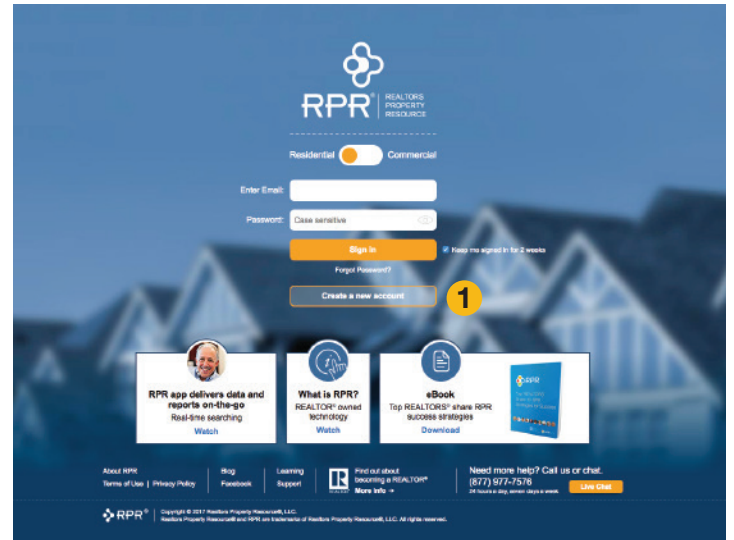 RPR® REALTORS PROPERTY RESOURCE
Residential Commercial
Enter Email:
Password: Case sensitive
Sign In
Keep me signed in for 2 weeks
Forgot Password?
Create a new account
1
RPR app delivers data and
reports on-the-go
Real-time searching
Watch
What is RPR?
REALTOR® owned
technology
Watch
eBook
Top REALTORS® share RPR
success strategies
Download
RPR
About RPR
Terms of Use | Privacy Policy
Blog
Facebook
Learning
Support
REALTOR
Find out about
becoming a REALTOR®
More Info →
Need more help? Call us or chat.
(877) 977-7576
24 hours a day, seven days a week
Live Chat
RPR®
Copyright © 2017 Realtors Property Resource®, LLC.
Realtors Property Resource® and RPR are trademarks of Realtors Property Resource®, LLC. All rights reserved.